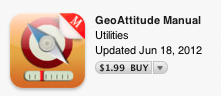 M
GeoAttitude Manual
Utilities
Updated Jun 18, 2012
$1.99 BUY